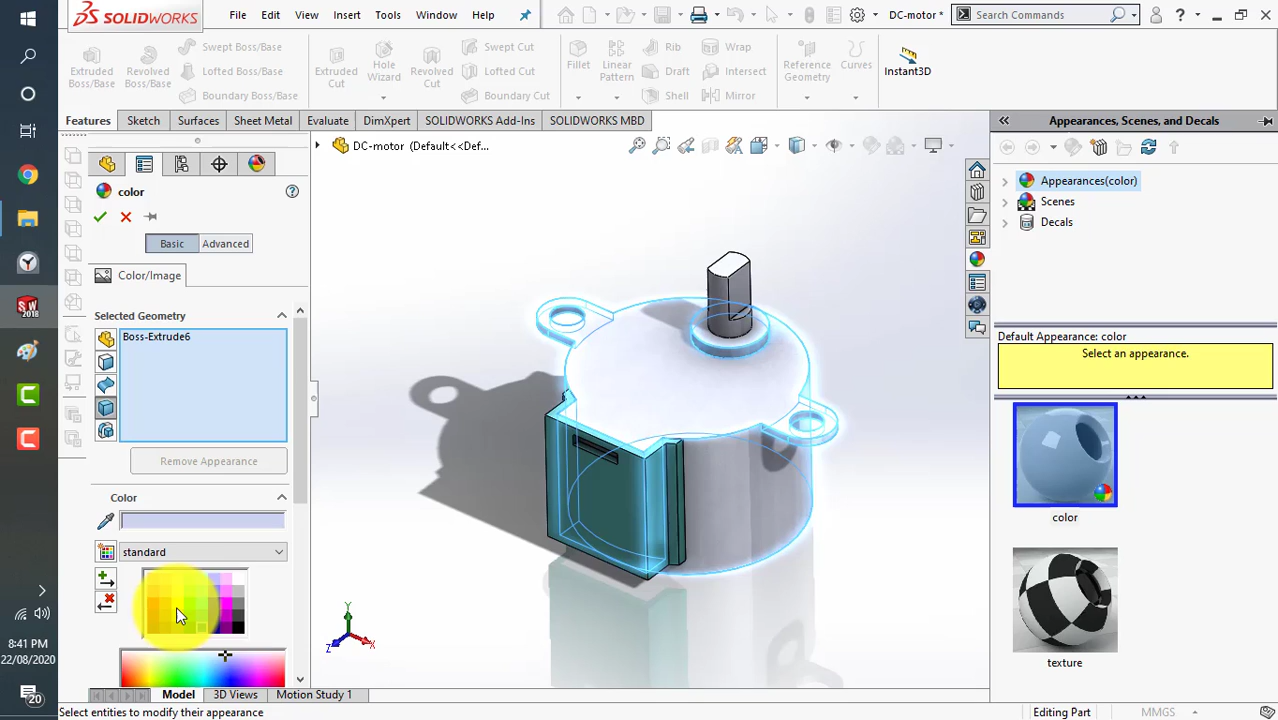 SOLIDWORKS
File
Edit
View
Insert
Tools
Window
Help
DC-motor *
Search Commands
Extruded Boss/Base
Revolved Boss/Base
Swept Boss/Base
Lofted Boss/Base
Boundary Boss/Base
Extruded Cut
Hole Wizard
Revolved Cut
Swept Cut
Lofted Cut
Boundary Cut
Fillet
Linear Pattern
Rib
Draft
Shell
Wrap
Intersect
Mirror
Reference Geometry
Curves
Instant3D
Features
Sketch
Surfaces
Sheet Metal
Evaluate
DimXpert
SOLIDWORKS Add-Ins
SOLIDWORKS MBD
DC-motor (Default<<Def...
color
Basic
Advanced
Color/Image
Selected Geometry
Boss-Extrude6
Remove Appearance
Color
standard
Y
Z
X
Appearances, Scenes, and Decals
Appearances(color)
Scenes
Decals
Default Appearance: color
Select an appearance.
color
texture
SW
2018
8:41 PM
22/08/2020
20
Model
3D Views
Motion Study 1
Select entities to modify their appearance
Editing Part
MMGS